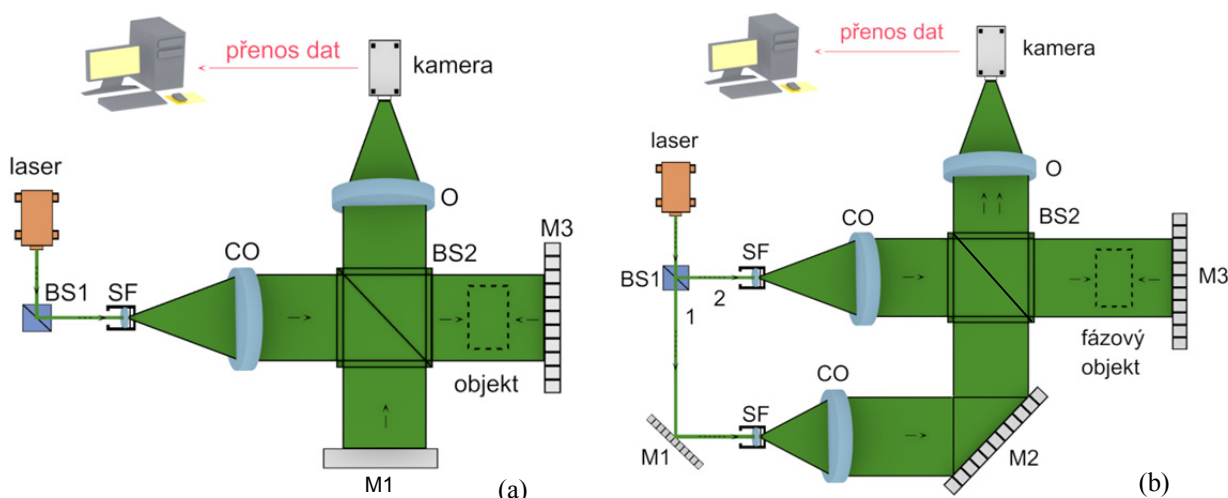 přenos dat
kamera
laser
O
M3
CO
BS2
BS1
SF
objekt
M1
(a)
přenos dat
kamera
laser
O
CO
BS2
SF
M3
BS1
2
1
fázový
objekt
CO
SF
M1
M2
(b)